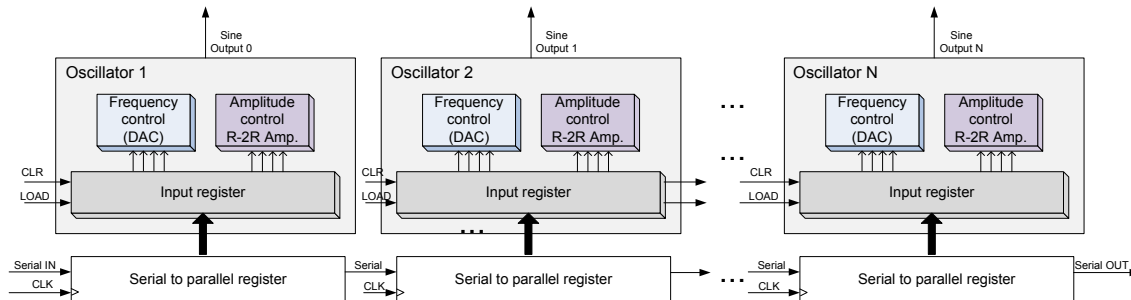 Sine
Output 0
Sine
Output 1
Sine
Output N
Oscillator 1
Oscillator 2
Oscillator N
Frequency
control
(DAC)
Amplitude
control
R-2R Amp.
Frequency
control
(DAC)
Amplitude
control
R-2R Amp.
...
Frequency
control
(DAC)
Amplitude
control
R-2R Amp.
...
CLR
LOAD
Input register
CLR
LOAD
Input register
CLR
LOAD
Input register
...
Serial IN
CLK
Serial to parallel register
Serial
CLK
Serial to parallel register
...
Serial
CLK
Serial to parallel register
Serial OUT